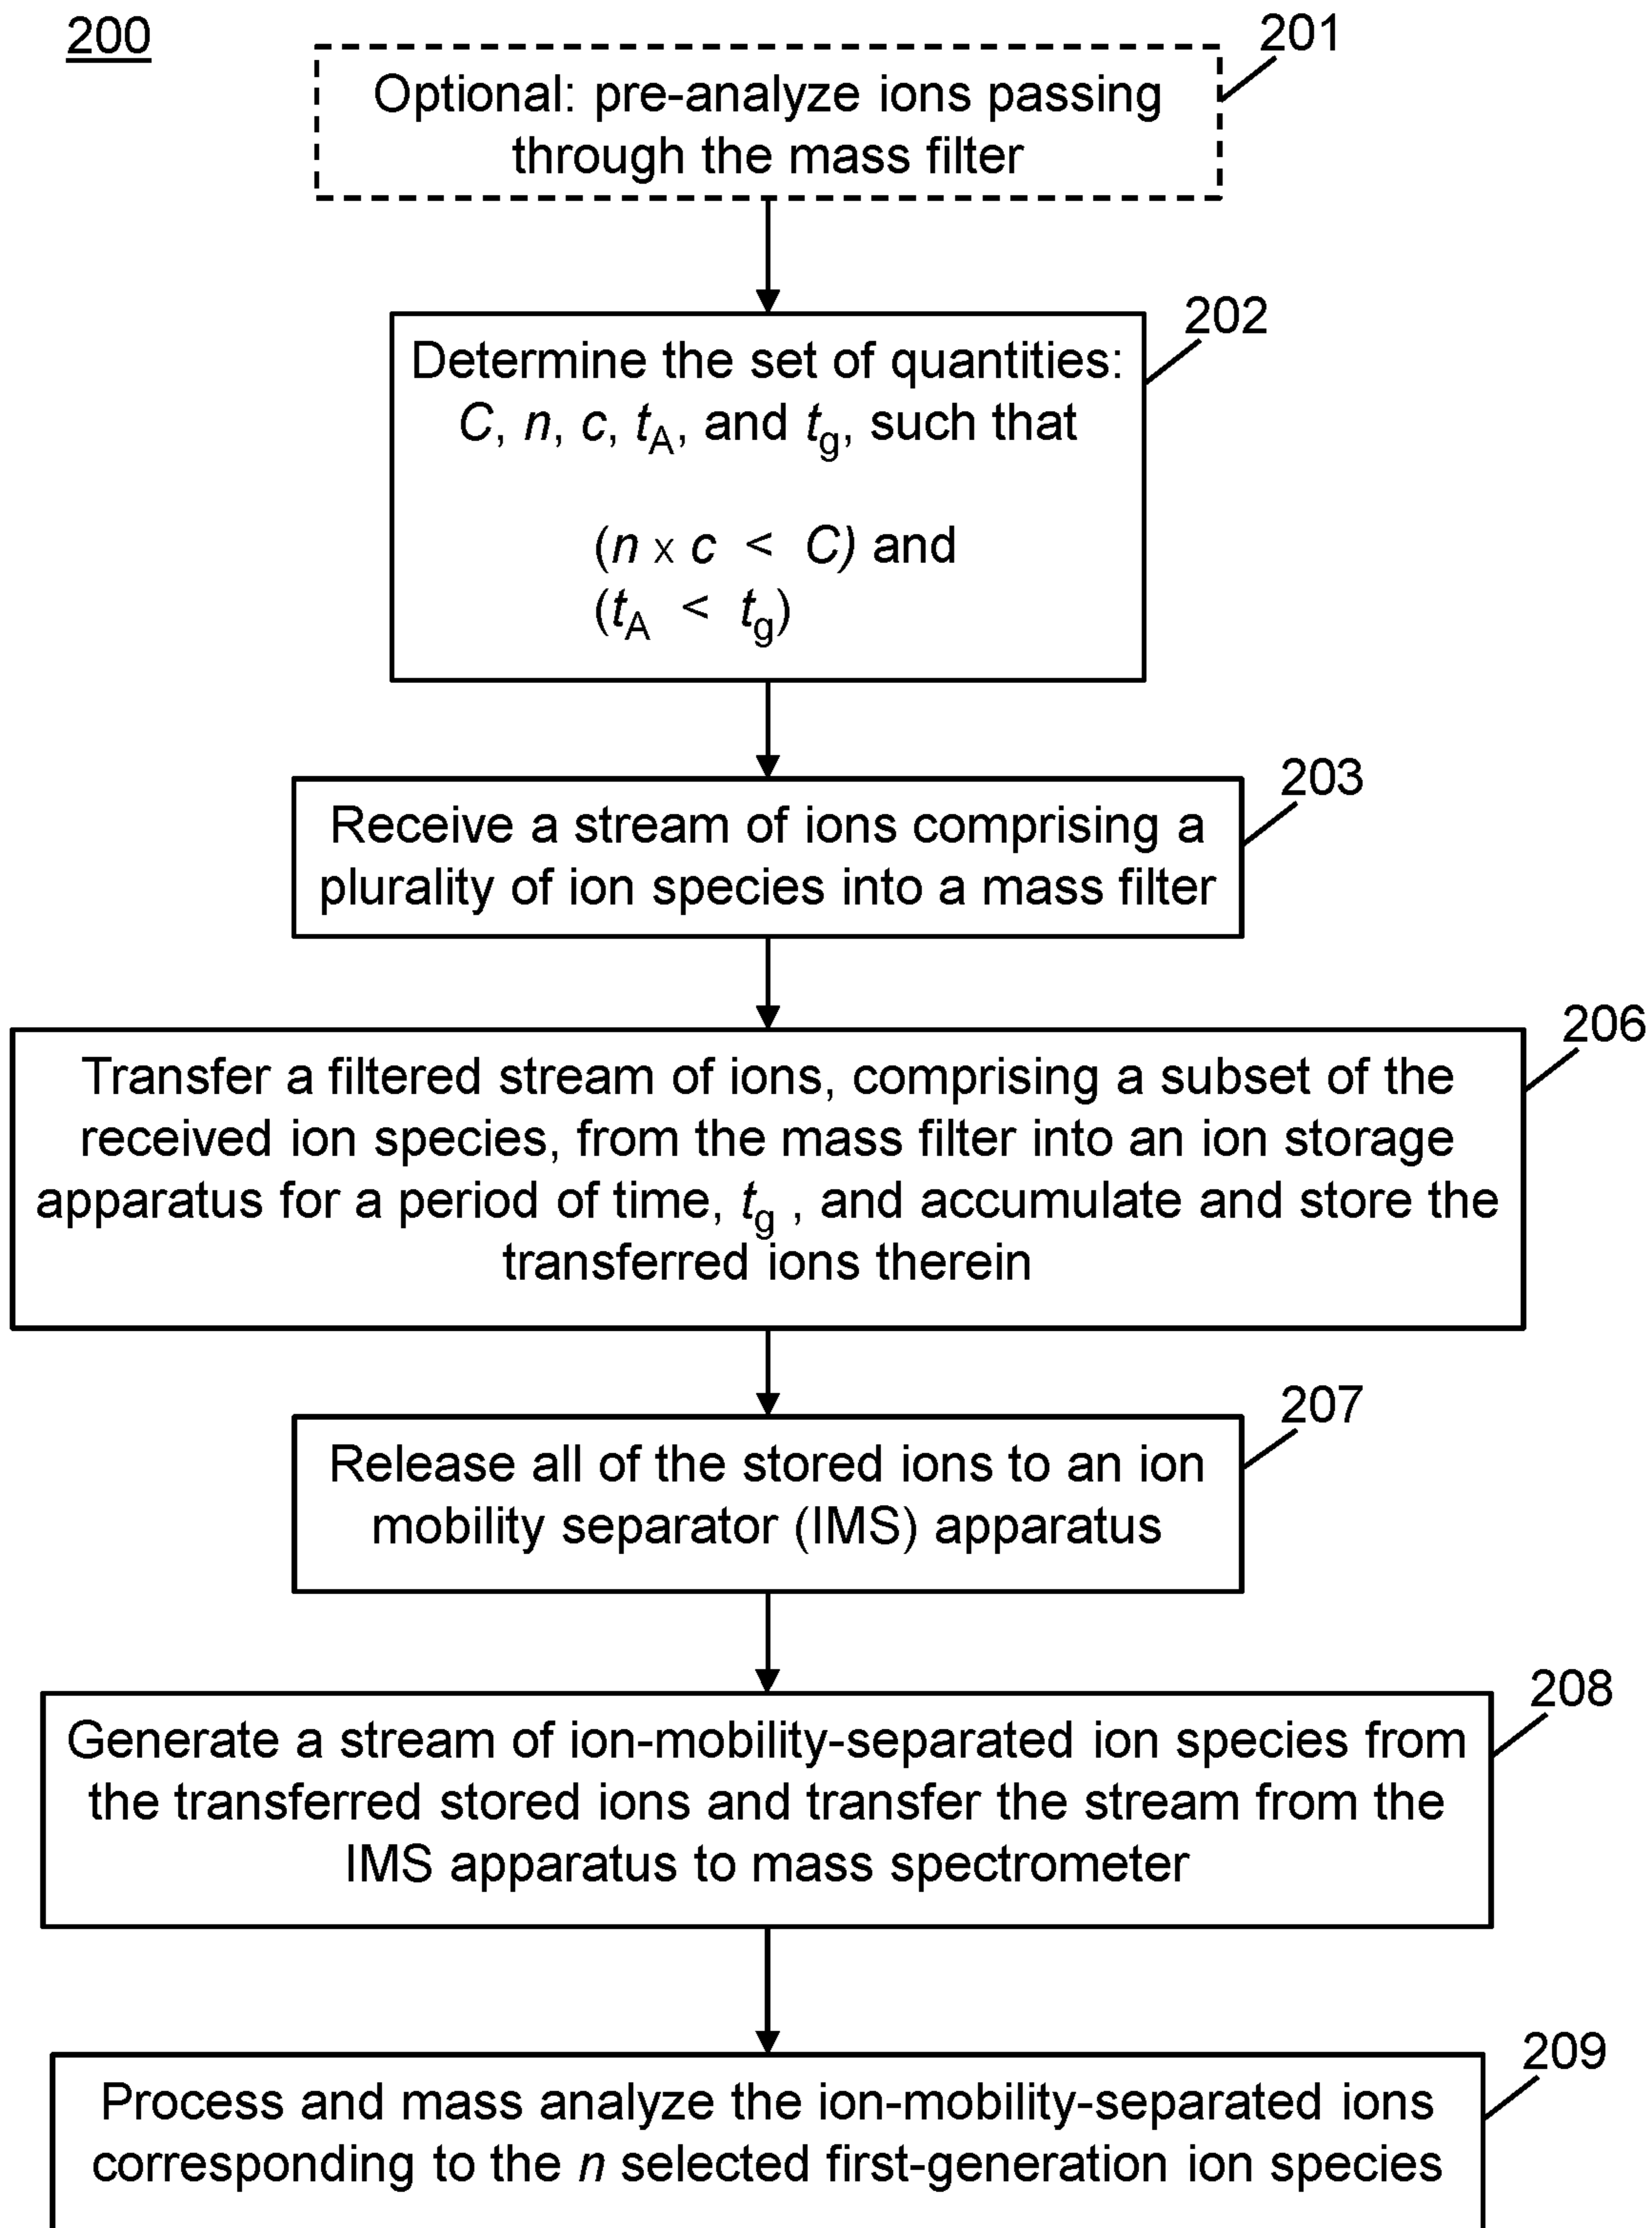 200
201
Optional: pre-analyze ions passing
through the mass filter
202
Determine the set of quantities:
C, n, c, tA, and tg, such that
(n x c < C) and
(tA < tg)
203
Receive a stream of ions comprising a
plurality of ion species into a mass filter
206
Transfer a filtered stream of ions, comprising a subset of the
received ion species, from the mass filter into an ion storage
apparatus for a period of time, tg , and accumulate and store the
transferred ions therein
207
Release all of the stored ions to an ion
mobility separator (IMS) apparatus
208
Generate a stream of ion-mobility-separated ion species from
the transferred stored ions and transfer the stream from the
IMS apparatus to mass spectrometer
209
Process and mass analyze the ion-mobility-separated ions
corresponding to the n selected first-generation ion species